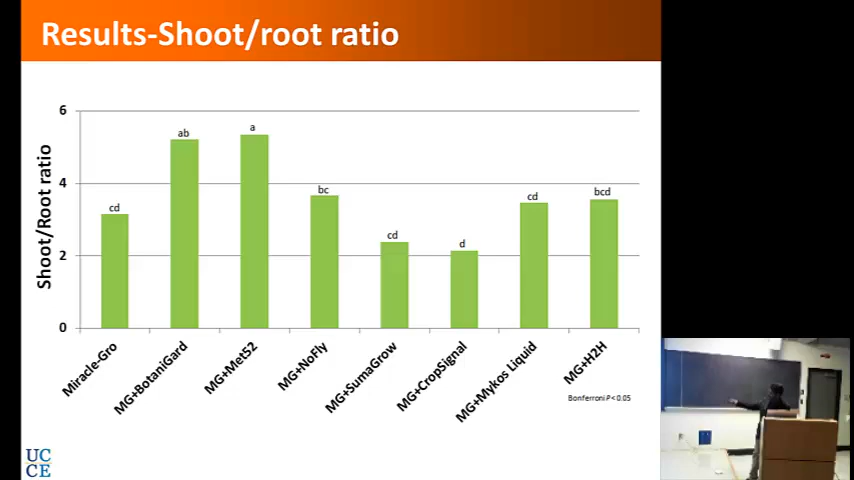 Results-Shoot/root ratio
Shoot/Root ratio
6
4
2
0
cd
ab
a
bc
cd
d
cd
bcd
Miracle-Gro
MG+BotaniGard
MG+Met52
MG+NoFly
MG+SumaGrow
MG+CropSignal
MG+Mykos Liquid
MG+H2H
Bonferroni P< 0.05
UC
CE